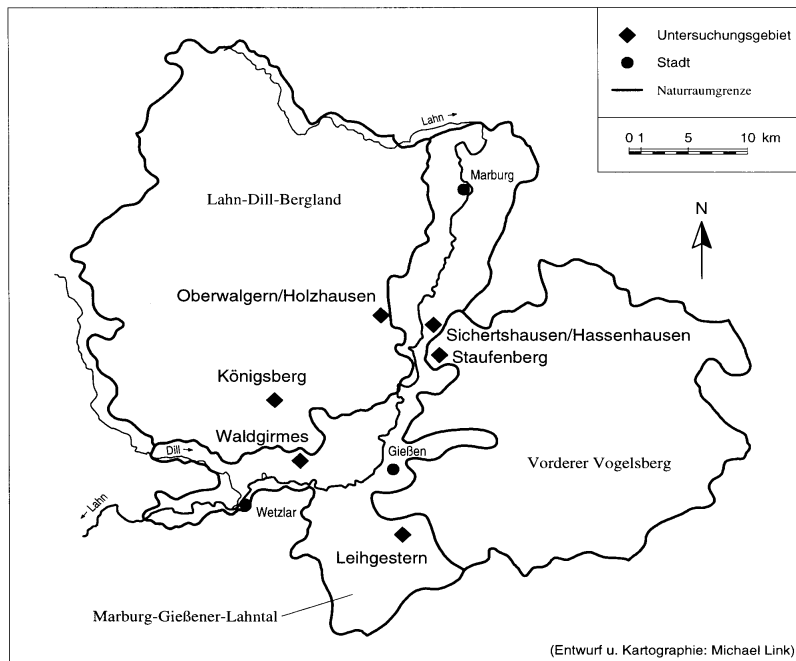 Untersuchungsgebiet
Stadt
Naturraumgrenze
0 1 5 10 km
Lahn →
Marburg
Lahn-Dill-Bergland
N
Oberwalgern/Holzhausen
Sichertshausen/Hassenhausen
Staufenberg
Königsberg
Waldgirmes
Dill →
Gießen
Vorderer Vogelsberg
← Lahn
Wetzlar
Leihgestern
Marburg-Gießener-Lahntal
(Entwurf u. Kartographie: Michael Link)